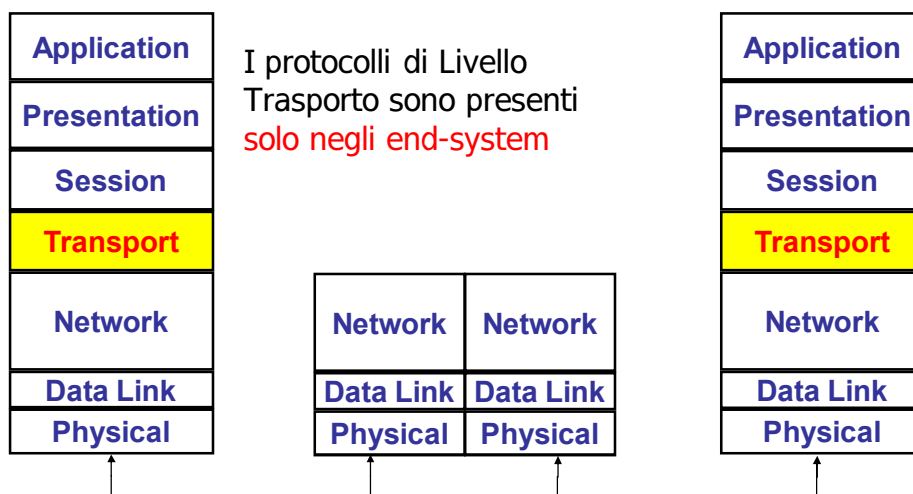 Application
Presentation
Session
Transport
Network
Data Link
Physical
I protocolli di Livello
Trasporto sono presenti
solo negli end-system
Network Network
Data Link Data Link
Physical Physical
Application
Presentation
Session
Transport
Network
Data Link
Physical